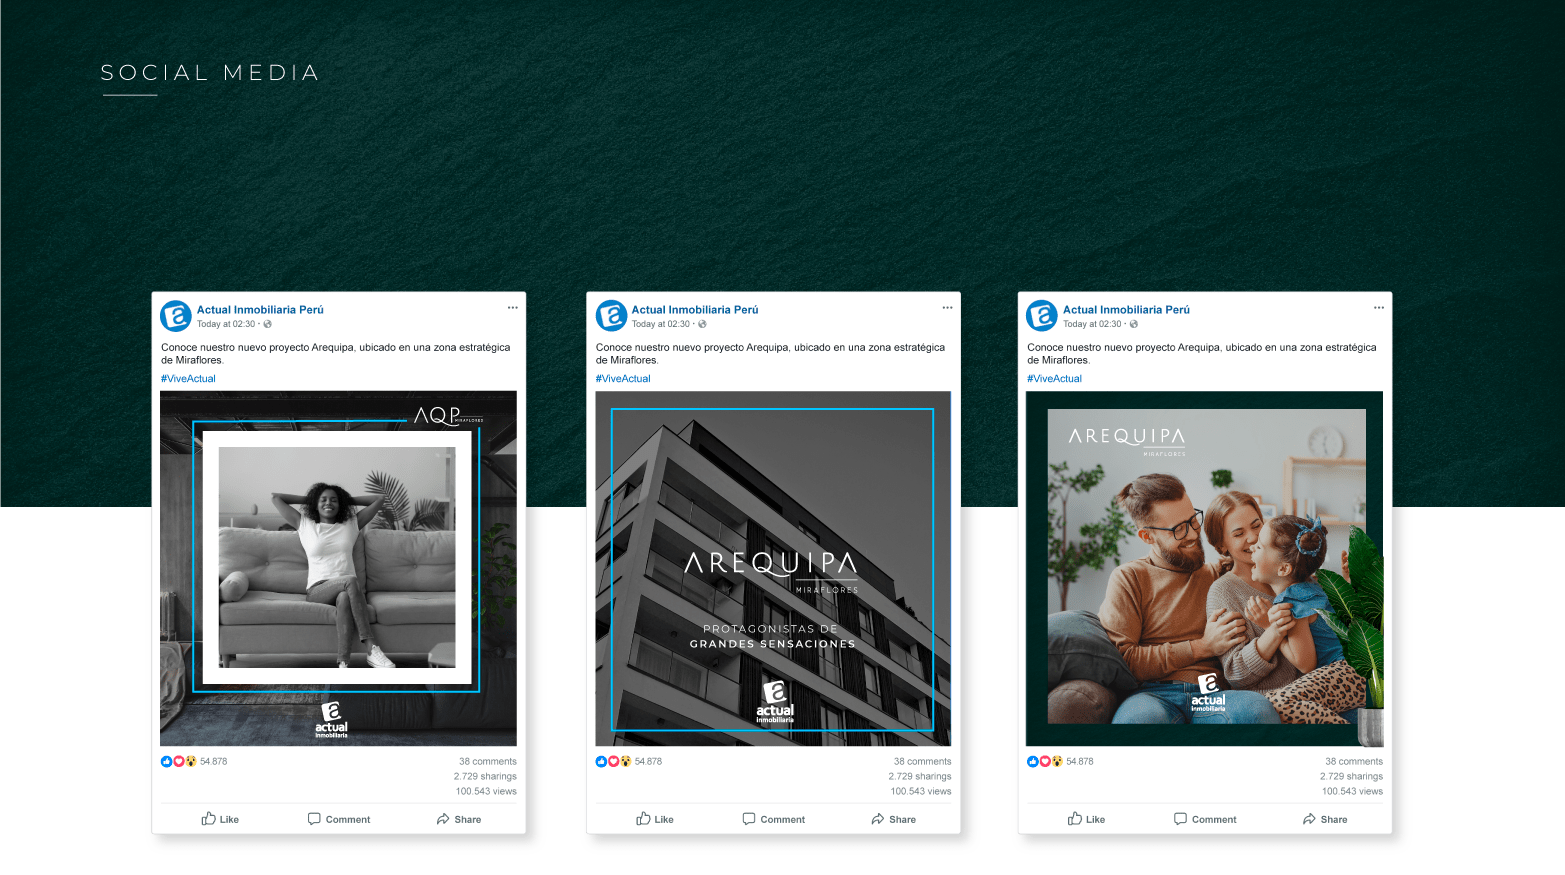 SOCIAL MEDIA
Actual Inmobiliaria Perú
Today at 02:30 ·
Conoce nuestro nuevo proyecto Arequipa, ubicado en una zona estratégica
de Miraflores.
#ViveActual
AQP
MIRAFLORES
a
actual
inmobiliaria
54.878
38 comments
2.729 sharings
100.543 views
Like
Comment
Share
Actual Inmobiliaria Perú
Today at 02:30 ·
Conoce nuestro nuevo proyecto Arequipa, ubicado en una zona estratégica
de Miraflores.
#ViveActual
AREQUIPA
MIRAFLORES
PROTAGONISTAS DE
GRANDES SENSACIONES
a
actual
inmobiliaria
54.878
38 comments
2.729 sharings
100.543 views
Like
Comment
Share
Actual Inmobiliaria Perú
Today at 02:30 ·
Conoce nuestro nuevo proyecto Arequipa, ubicado en una zona estratégica
de Miraflores.
#ViveActual
AREQUIPA
MIRAFLORES
a
actual
inmobiliaria
54.878
38 comments
2.729 sharings
100.543 views
Like
Comment
Share